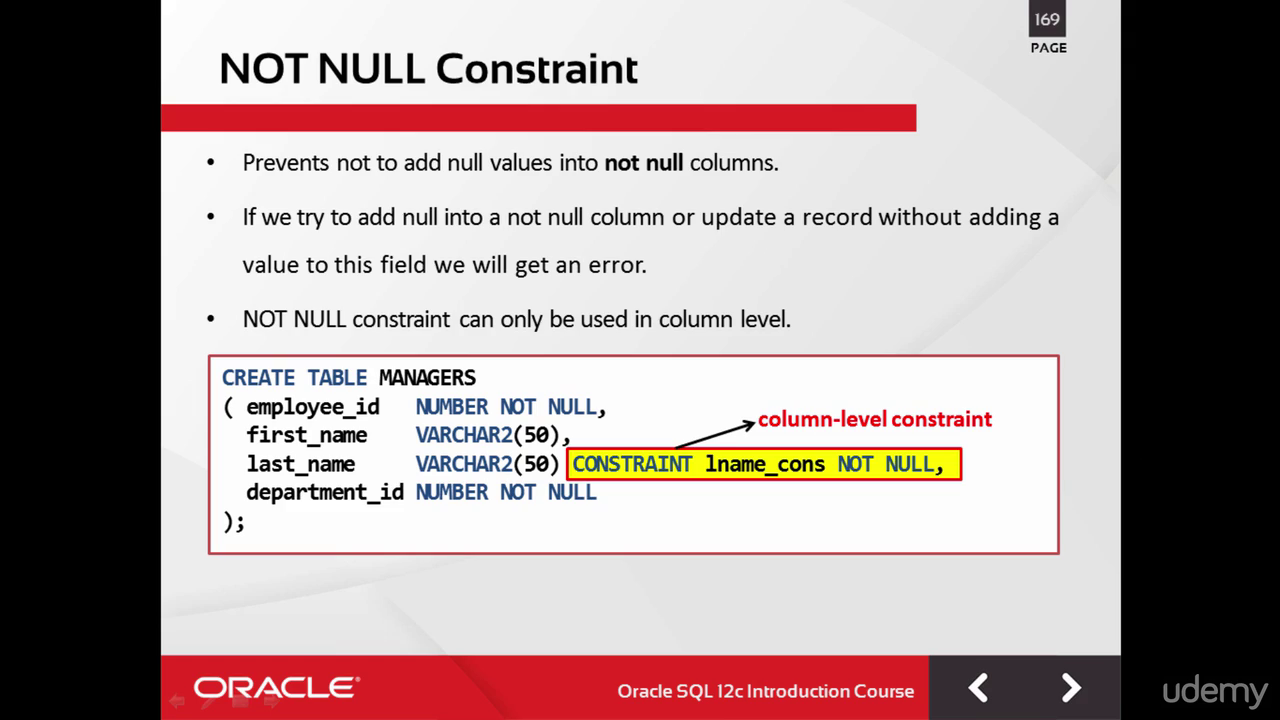 169
PAGE
NOT NULL Constraint
• Prevents not to add null values into not null columns.
• If we try to add null into a not null column or update a record without adding a
value to this field we will get an error.
• NOT NULL constraint can only be used in column level.
CREATE TABLE MANAGERS
( employee_id NUMBER NOT NULL,
first_name VARCHAR2(50),
column-level constraint
last_name VARCHAR2(50) CONSTRAINT lname_cons NOT NULL,
department_id NUMBER NOT NULL
);
ORACLE®
Oracle SQL 12c Introduction Course
udemy